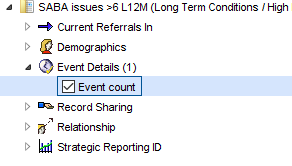 SABA issues >6 L12M (Long Term Conditions / High
Current Referrals In
Demographics
Event Details (1)
Event count
Record Sharing
Relationship
Strategic Reporting ID